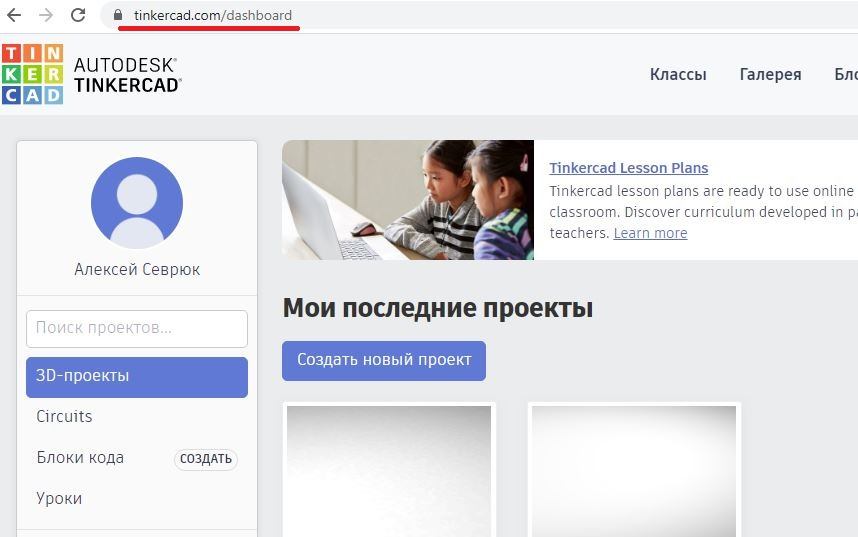 tinkercad.com/dashboard
TIN
KER
CAD
AUTODESK®
TINKERCAD®
Классы
Галерея
Алексей Севрюк
Поиск проектов...
3D-проекты
Circuits
Блоки кода
СОЗДАТЬ
Уроки
Tinkercad Lesson Plans
Tinkercad lesson plans are ready to use online
classroom. Discover curriculum developed in
teachers. Learn more
Мои последние проекты
Создать новый проект